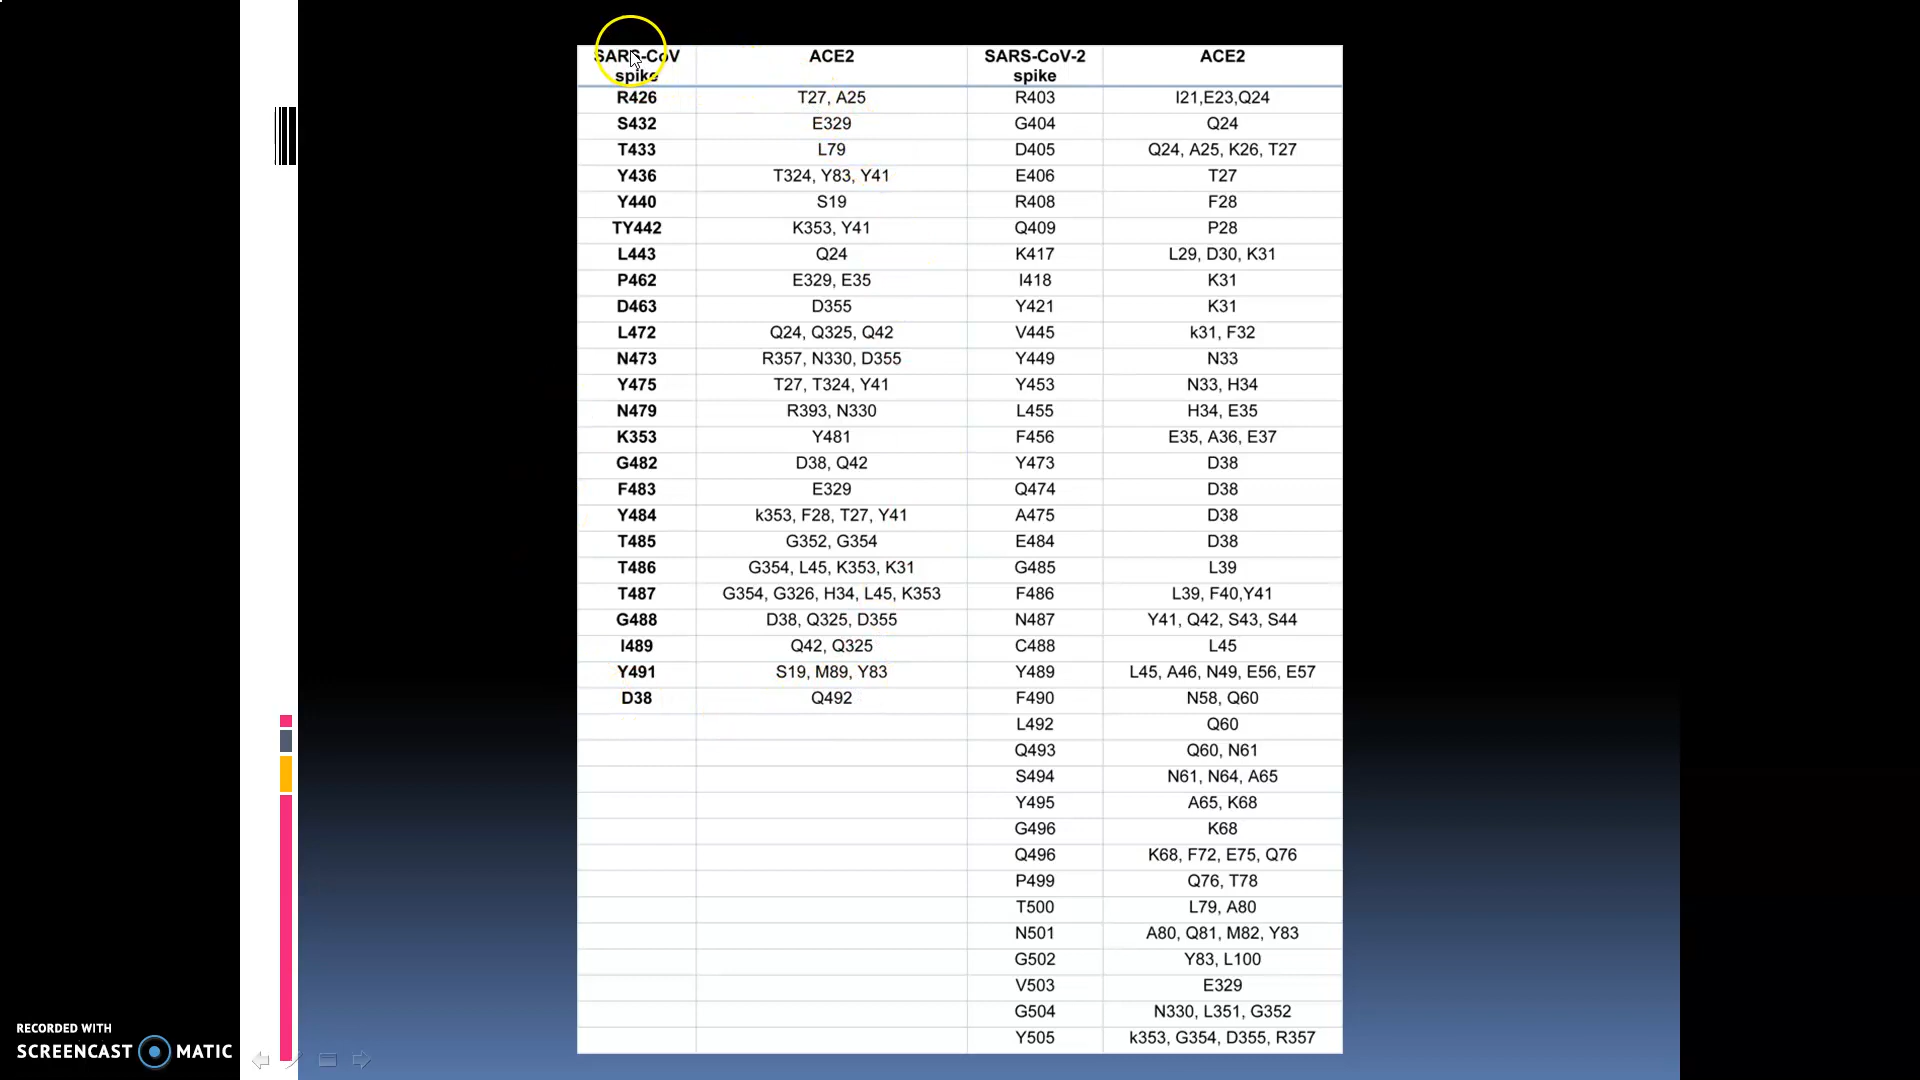 SARS-CoV spike ACE2 SARS-CoV-2 spike ACE2
R426 T27, A25 R403 I21,E23,Q24
S432 E329 G404 Q24
T433 L79 D405 Q24, A25, K26, T27
Y436 T324, Y83, Y41 E406 T27
Y440 S19 R408 F28
TY442 K353, Y41 Q409 P28
L443 Q24 K417 L29, D30, K31
P462 E329, E35 I418 K31
D463 D355 Y421 K31
L472 Q24, Q325, Q42 V445 k31, F32
N473 R357, N330, D355 Y449 N33
Y475 T27, T324, Y41 Y453 N33, H34
N479 R393, N330 L455 H34, E35
K353 Y481 F456 E35, A36, E37
G482 D38, Q42 Y473 D38
F483 E329 Q474 D38
Y484 k353, F28, T27, Y41 A475 D38
T485 G352, G354 E484 D38
T486 G354, L45, K353, K31 G485 L39
T487 G354, G326, H34, L45, K353 F486 L39, F40,Y41
G488 D38, Q325, D355 N487 Y41, Q42, S43, S44
I489 Q42, Q325 C488 L45
Y491 S19, M89, Y83 Y489 L45, A46, N49, E56, E57
D38 Q492 F490 N58, Q60
L492 Q60
Q493 Q60, N61
S494 N61, N64, A65
Y495 A65, K68
G496 K68
Q496 K68, F72, E75, Q76
P499 Q76, T78
T500 L79, A80
N501 A80, Q81, M82, Y83
G502 Y83, L100
V503 E329
G504 N330, L351, G352
Y505 k353, G354, D355, R357
RECORDED WITH
SCREENCAST MATIC